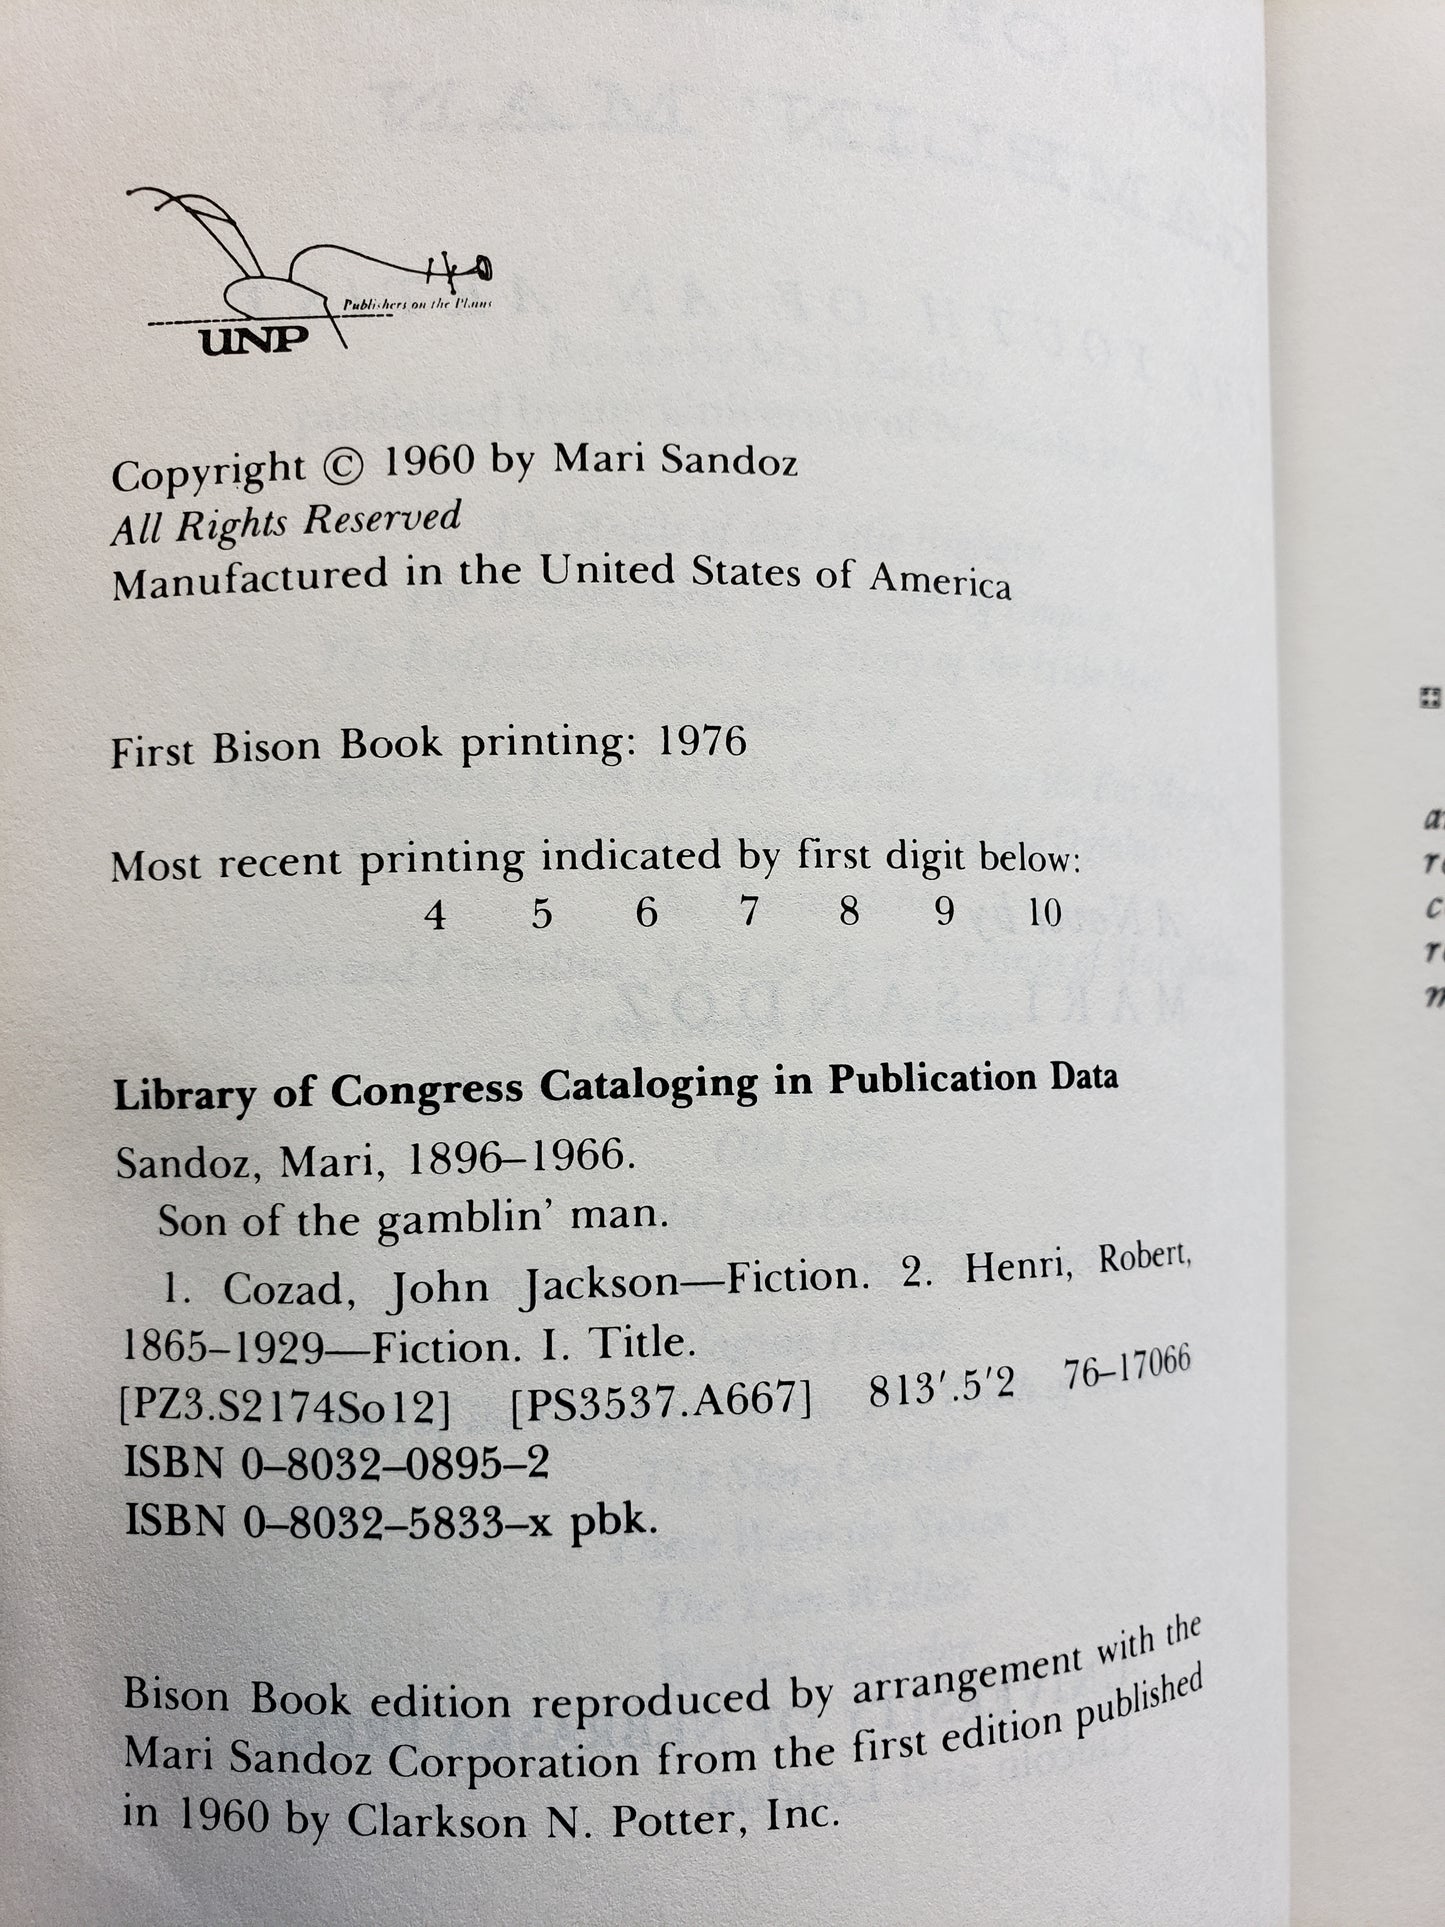 Publishers on the Plains
UNP
Copyright © 1960 by Mari Sandoz
All Rights Reserved
Manufactured in the United States of America
First Bison Book printing: 1976
Most recent printing indicated by first digit below:
4 5 6 7 8 9 10
Library of Congress Cataloging in Publication Data
Sandoz, Mari, 1896–1966.
Son of the gamblin’ man.
1. Cozad, John Jackson—Fiction. 2. Henri, Robert,
1865–1929—Fiction. I. Title.
[PZ3.S2174So12] [PS3537.A667] 813′.5′2 76–17066
ISBN 0–8032–0895–2
ISBN 0–8032–5833–x pbk.
Bison Book edition reproduced by arrangement with the
Mari Sandoz Corporation from the first edition published
in 1960 by Clarkson N. Potter, Inc.